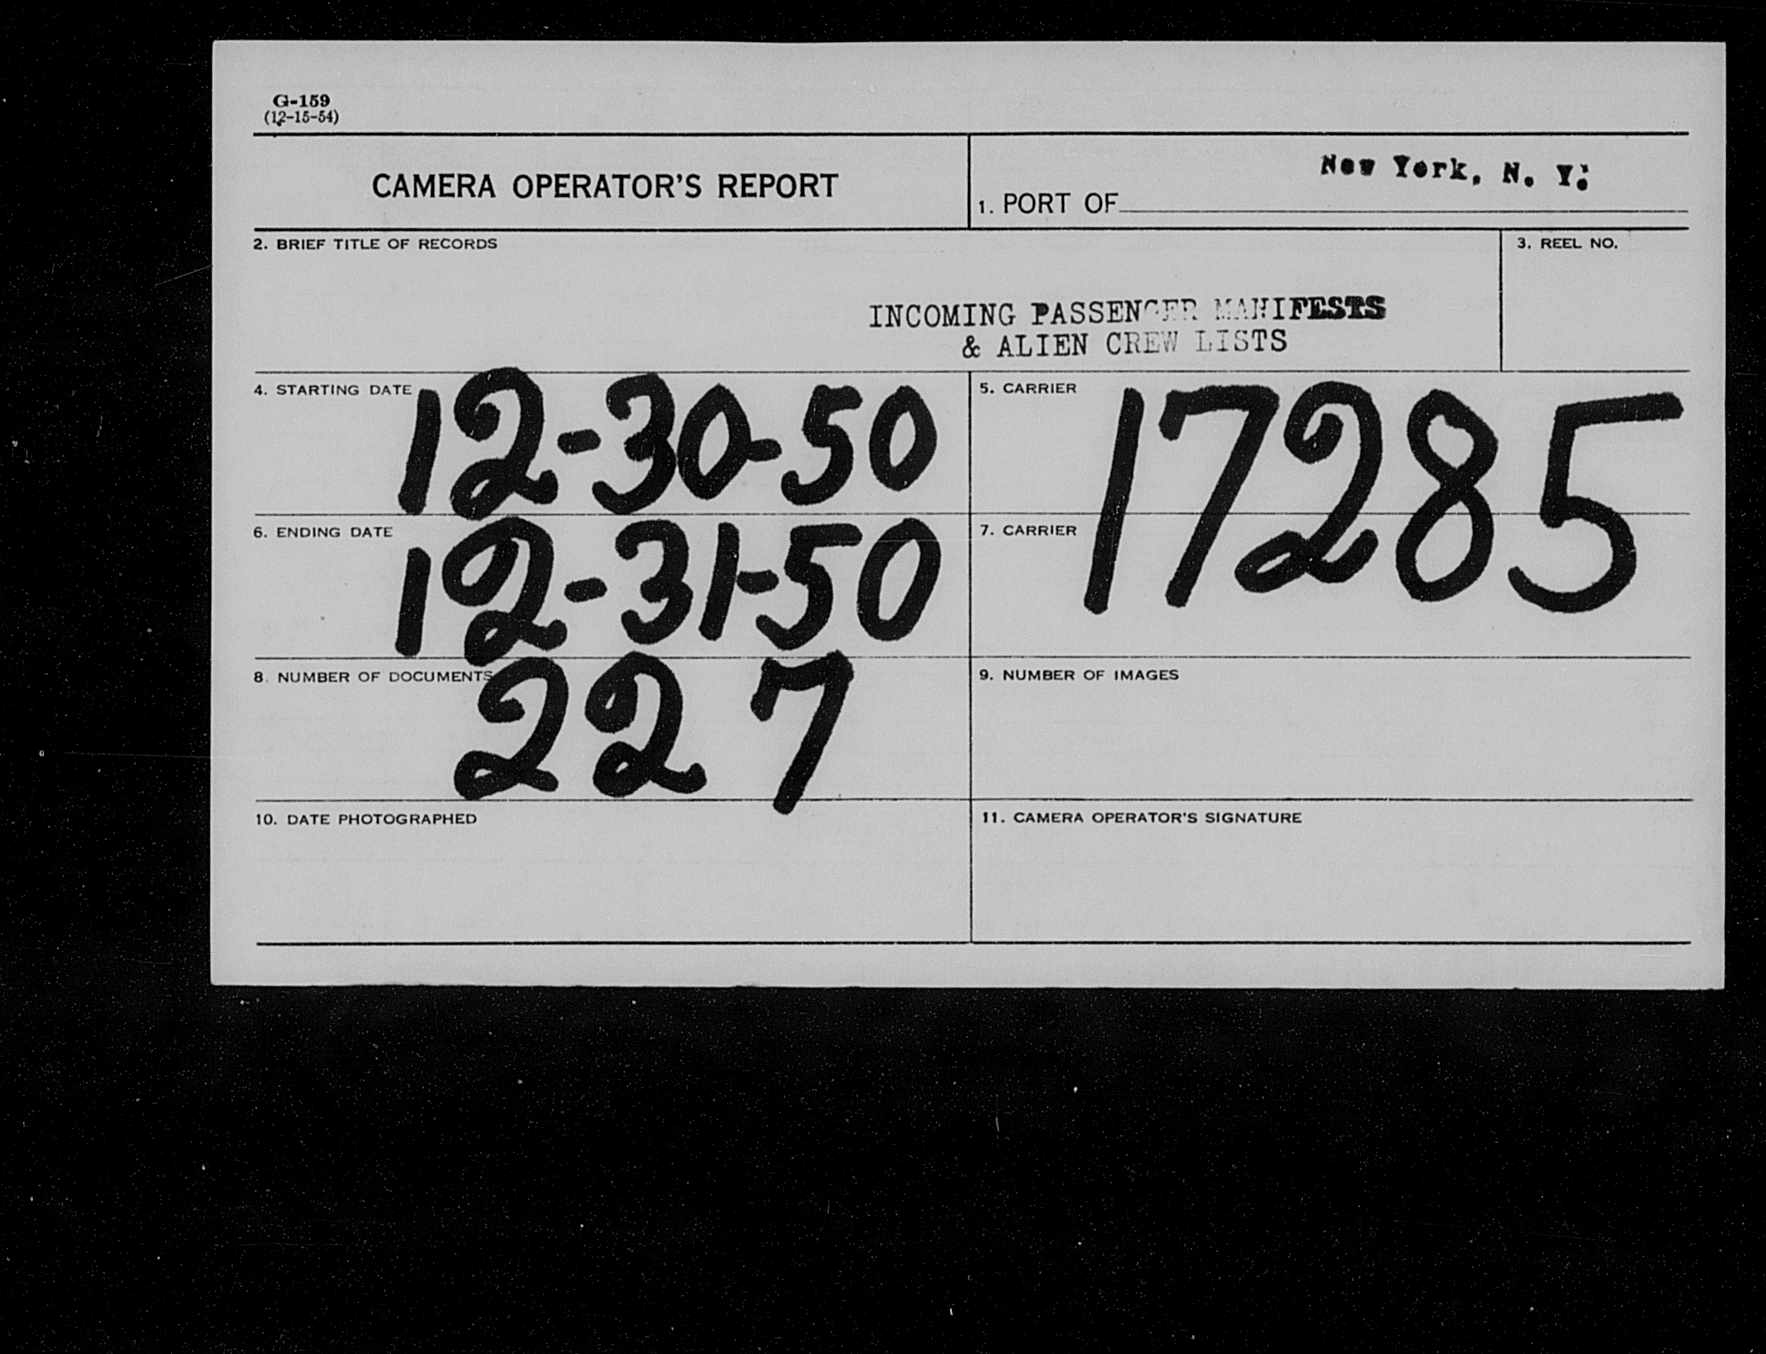 G-159
(12-15-54)
CAMERA OPERATOR'S REPORT
1. PORT OF New York, N. Y.
2. BRIEF TITLE OF RECORDS
3. REEL NO.
INCOMING PASSENGER MANIFESTS
& ALIEN CREW LISTS
4. STARTING DATE 12-30-50
5. CARRIER
17285
6. ENDING DATE 12-31-50
7. CARRIER
8. NUMBER OF DOCUMENTS 227
9. NUMBER OF IMAGES
10. DATE PHOTOGRAPHED
11. CAMERA OPERATOR'S SIGNATURE